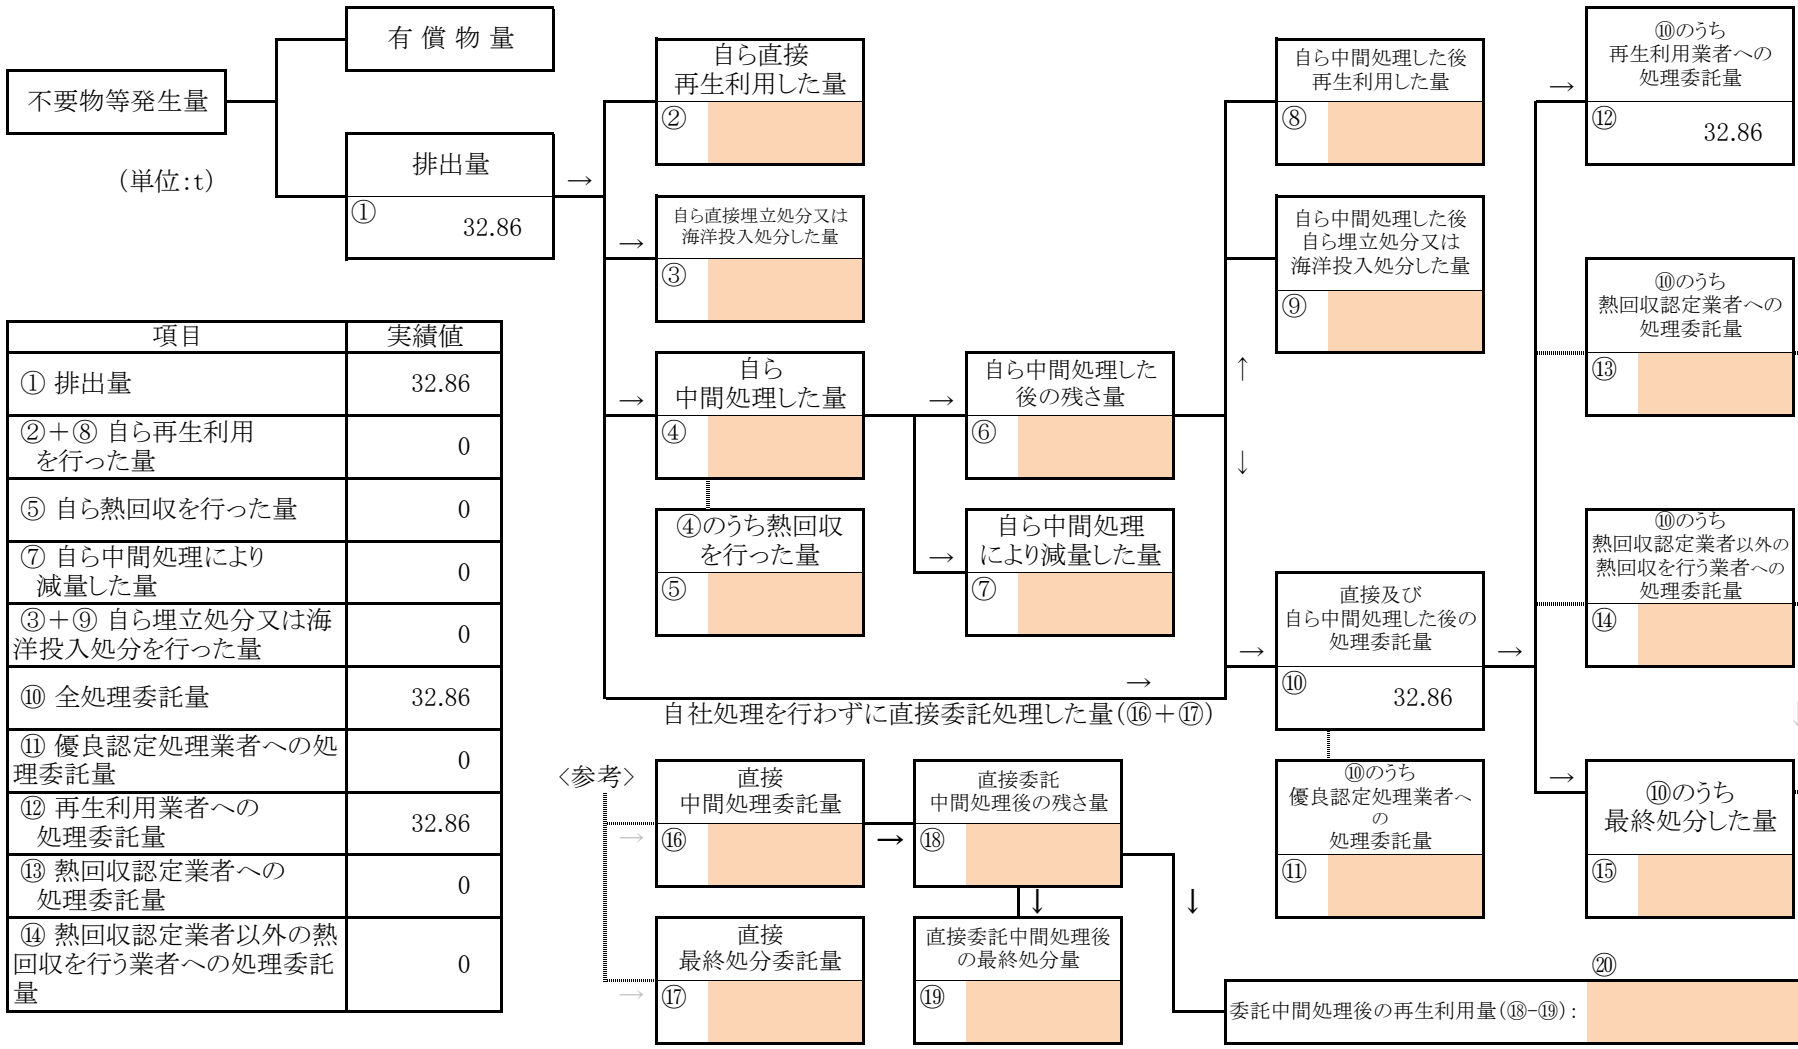 有 償 物 量
不要物等発生量
（単位：t）
排出量
→
①
32.86
自ら直接
再生利用した量
②
→
自ら直接埋立処分又は
海洋投入処分した量
③
→
自ら
中間処理した量
④
④のうち熱回収
を行った量
⑤
→
自ら中間処理した
後の残さ量
⑥
→
自ら中間処理
により減量した量
⑦
↑
↓
自ら中間処理した後
再生利用した量
⑧
自ら中間処理した後
自ら埋立処分又は
海洋投入処分した量
⑨
→
自社処理を行わずに直接委託処理した量（⑯＋⑰）
→
直接及び
自ら中間処理した後の
処理委託量
⑩
32.86
→
⑩のうち
優良認定処理業者へ
の
処理委託量
⑪
→
⑩のうち
再生利用業者への
処理委託量
⑫
32.86
⑩のうち
熱回収認定業者への
処理委託量
⑬
⑩のうち
熱回収認定業者以外の
熱回収を行う業者への
処理委託量
⑭
↓
→
⑩のうち
最終処分した量
⑮
項目 実績値
① 排出量 32.86
②＋⑧ 自ら再生利用
を行った量 0
⑤ 自ら熱回収を行った量 0
⑦ 自ら中間処理により
減量した量 0
③＋⑨ 自ら埋立処分又は海
洋投入処分を行った量 0
⑩ 全処理委託量 32.86
⑪ 優良認定処理業者への処
理委託量 0
⑫ 再生利用業者への
処理委託量 32.86
⑬ 熱回収認定業者への
処理委託量 0
⑭ 熱回収認定業者以外の熱
回収を行う業者への処理委託
量 0
〈参考〉
→
直接
中間処理委託量
⑯
→
直接委託
中間処理後の残さ量
⑱
↓
↓
→
直接
最終処分委託量
⑰
直接委託中間処理後
の最終処分量
⑲
⑳
委託中間処理後の再生利用量（⑱−⑲）：